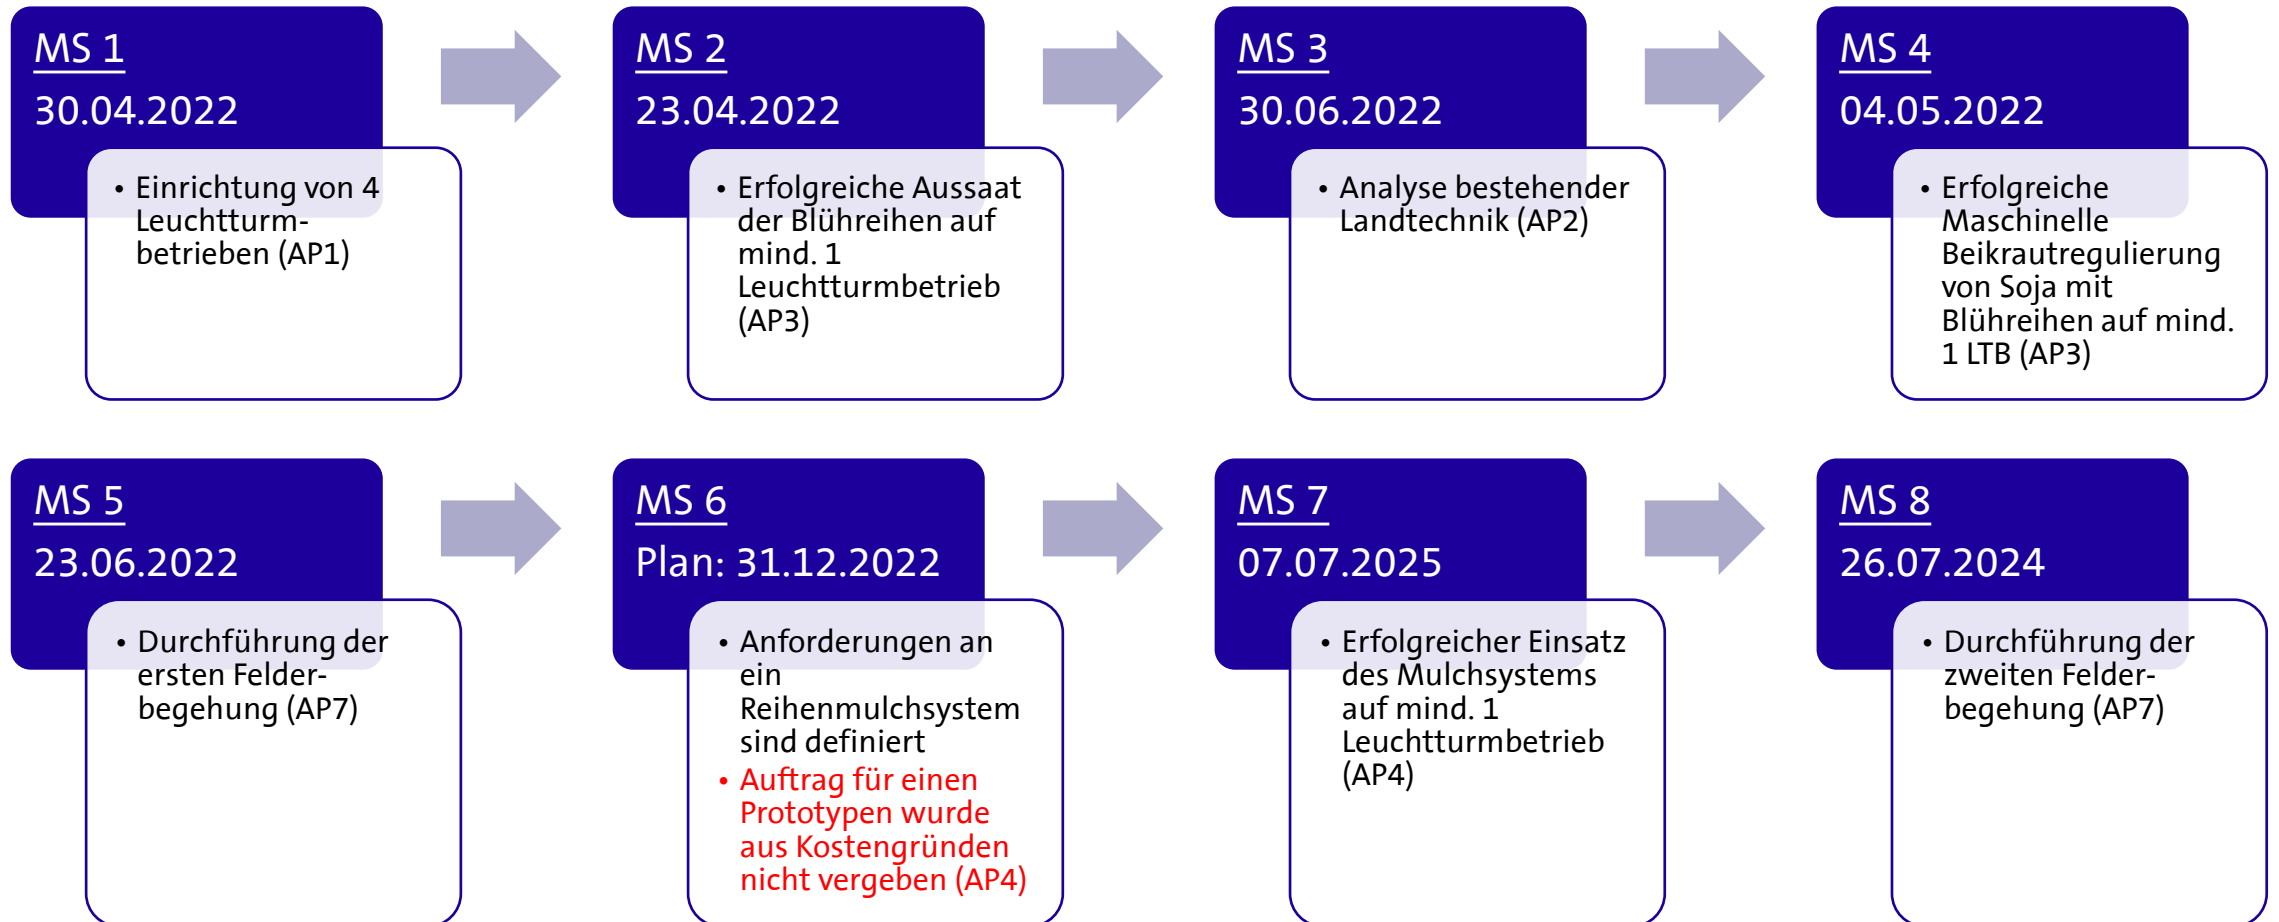 MS 1
30.04.2022
• Einrichtung von 4
Leuchtturm-
betrieben (AP1)
MS 2
23.04.2022
• Erfolgreiche Aussaat
der Blühreihen auf
mind. 1
Leuchtturmbetrieb
(AP3)
MS 3
30.06.2022
• Analyse bestehender
Landtechnik (AP2)
MS 4
04.05.2022
• Erfolgreiche
Maschinelle
Beikrautregulierung
von Soja mit
Blühreihen auf mind.
1 LTB (AP3)
MS 5
23.06.2022
• Durchführung der
ersten Felder-
begehung (AP7)
MS 6
Plan: 31.12.2022
• Anforderungen an
ein
Reihenmulchsystem
sind definiert
• Auftrag für einen
Prototypen wurde
aus Kostengründen
nicht vergeben (AP4)
MS 7
07.07.2025
• Erfolgreicher Einsatz
des Mulchsystems
auf mind. 1
Leuchtturmbetrieb
(AP4)
MS 8
26.07.2024
• Durchführung der
zweiten Felder-
begehung (AP7)